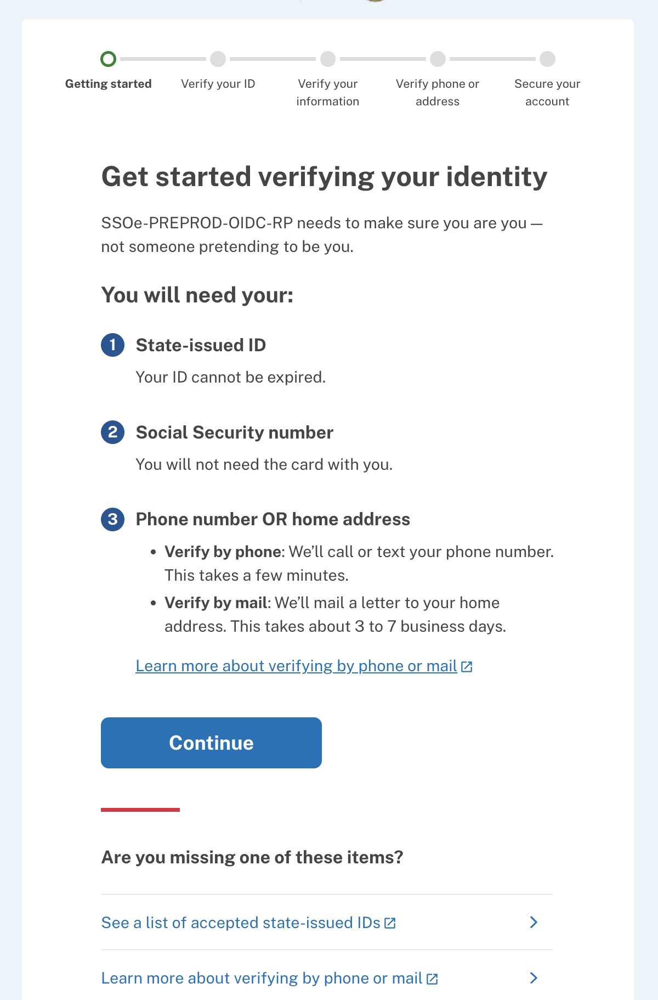 Getting started
Verify your ID
Verify your
information
Verify phone or
address
Secure your
account
Get started verifying your identity
SSOe-PREPROD-OIDC-RP needs to make sure you are you —
not someone pretending to be you.
You will need your:
1 State-issued ID
Your ID cannot be expired.
2 Social Security number
You will not need the card with you.
3 Phone number OR home address
• Verify by phone: We’ll call or text your phone number.
This takes a few minutes.
• Verify by mail: We’ll mail a letter to your home
address. This takes about 3 to 7 business days.
Learn more about verifying by phone or mail
Continue
Are you missing one of these items?
See a list of accepted state-issued IDs
Learn more about verifying by phone or mail